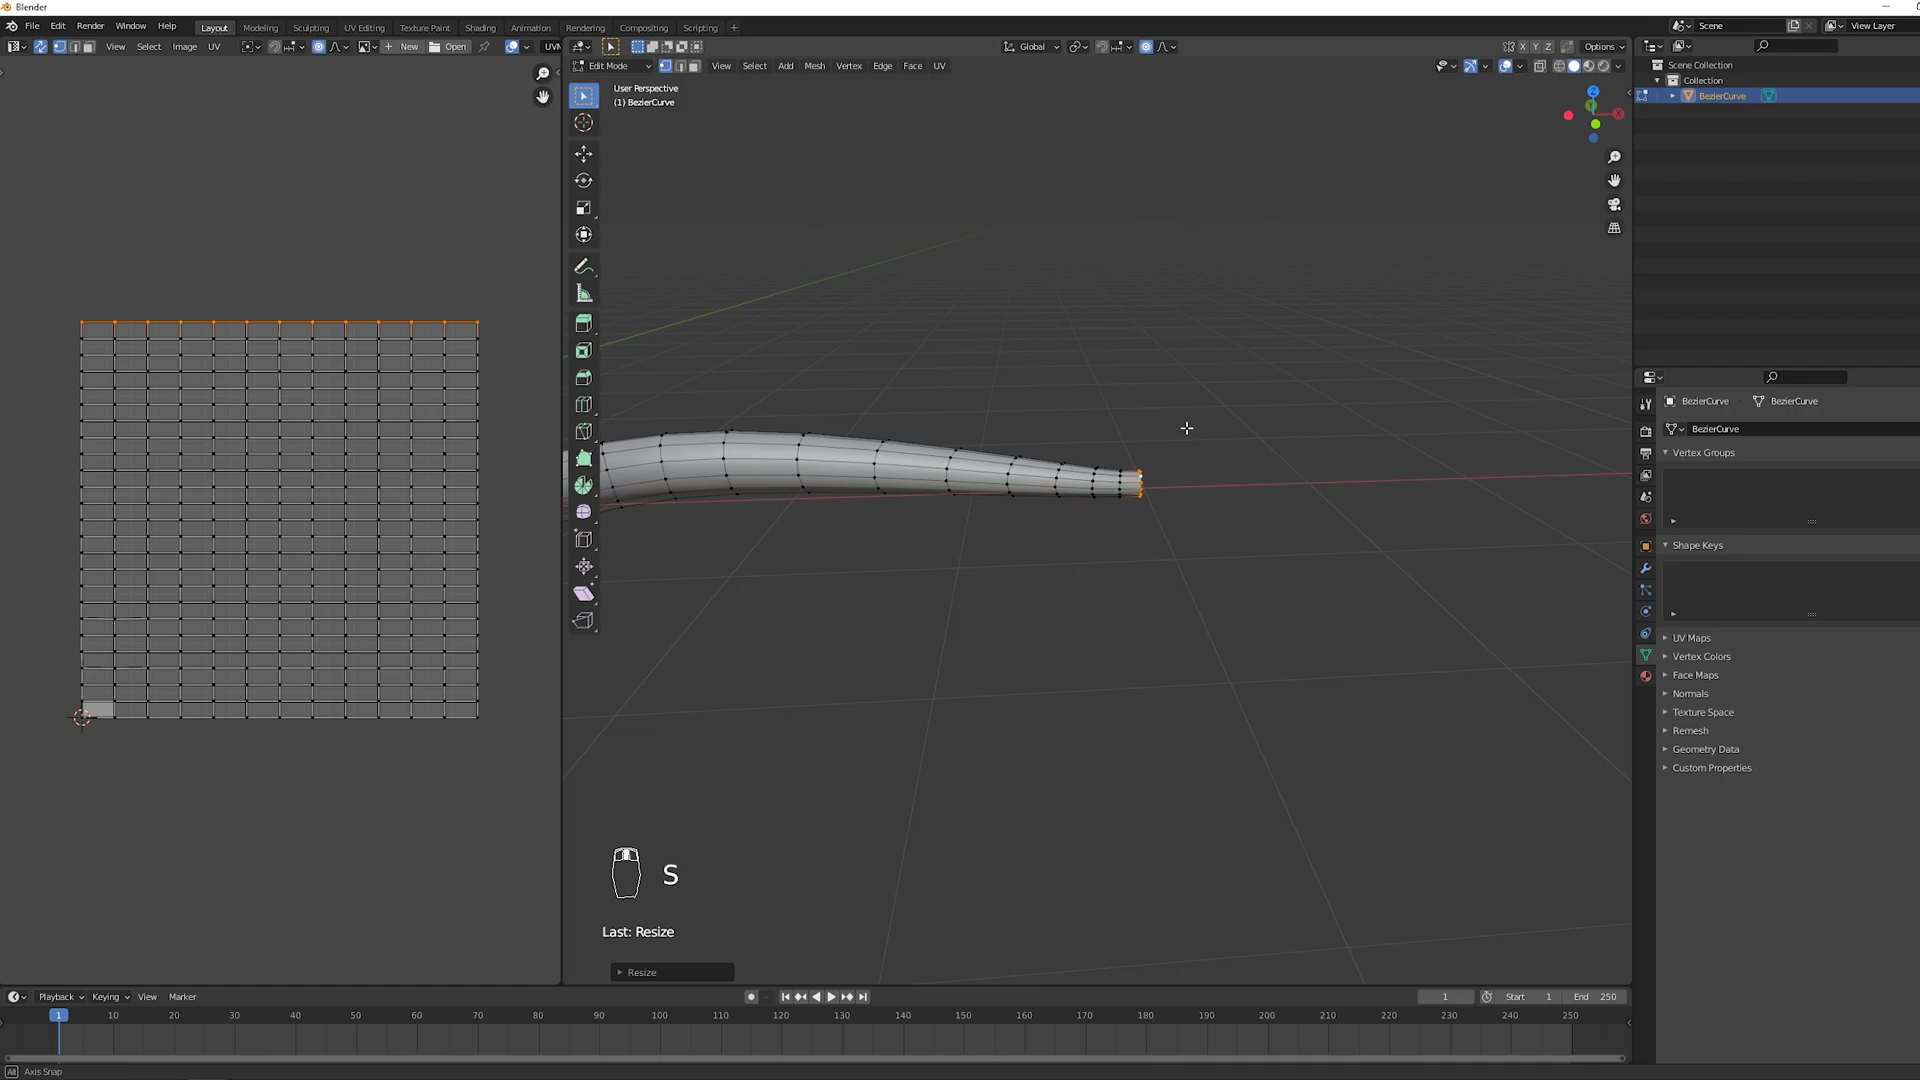 Blender
File Edit Render Window Help Layout Modeling Sculpting UV Editing Texture Paint Shading Animation Rendering Compositing Scripting + Scene View Layer
View Select Image UV New Open UVM Global X Y Z Options
Edit Mode View Select Add Mesh Vertex Edge Face UV
User Perspective
(1) BezierCurve
Scene Collection
Collection
BezierCurve
Z
X
BezierCurve BezierCurve
BezierCurve
Vertex Groups
Shape Keys
UV Maps
Vertex Colors
Face Maps
Normals
Texture Space
Remesh
Geometry Data
Custom Properties
S
Last: Resize
Resize
Playback Keying View Marker 1 Start 1 End 250
1 10 20 30 40 50 60 70 80 90 100 110 120 130 140 150 160 170 180 190 200 210 220 230 240 250
Alt Axis Snap